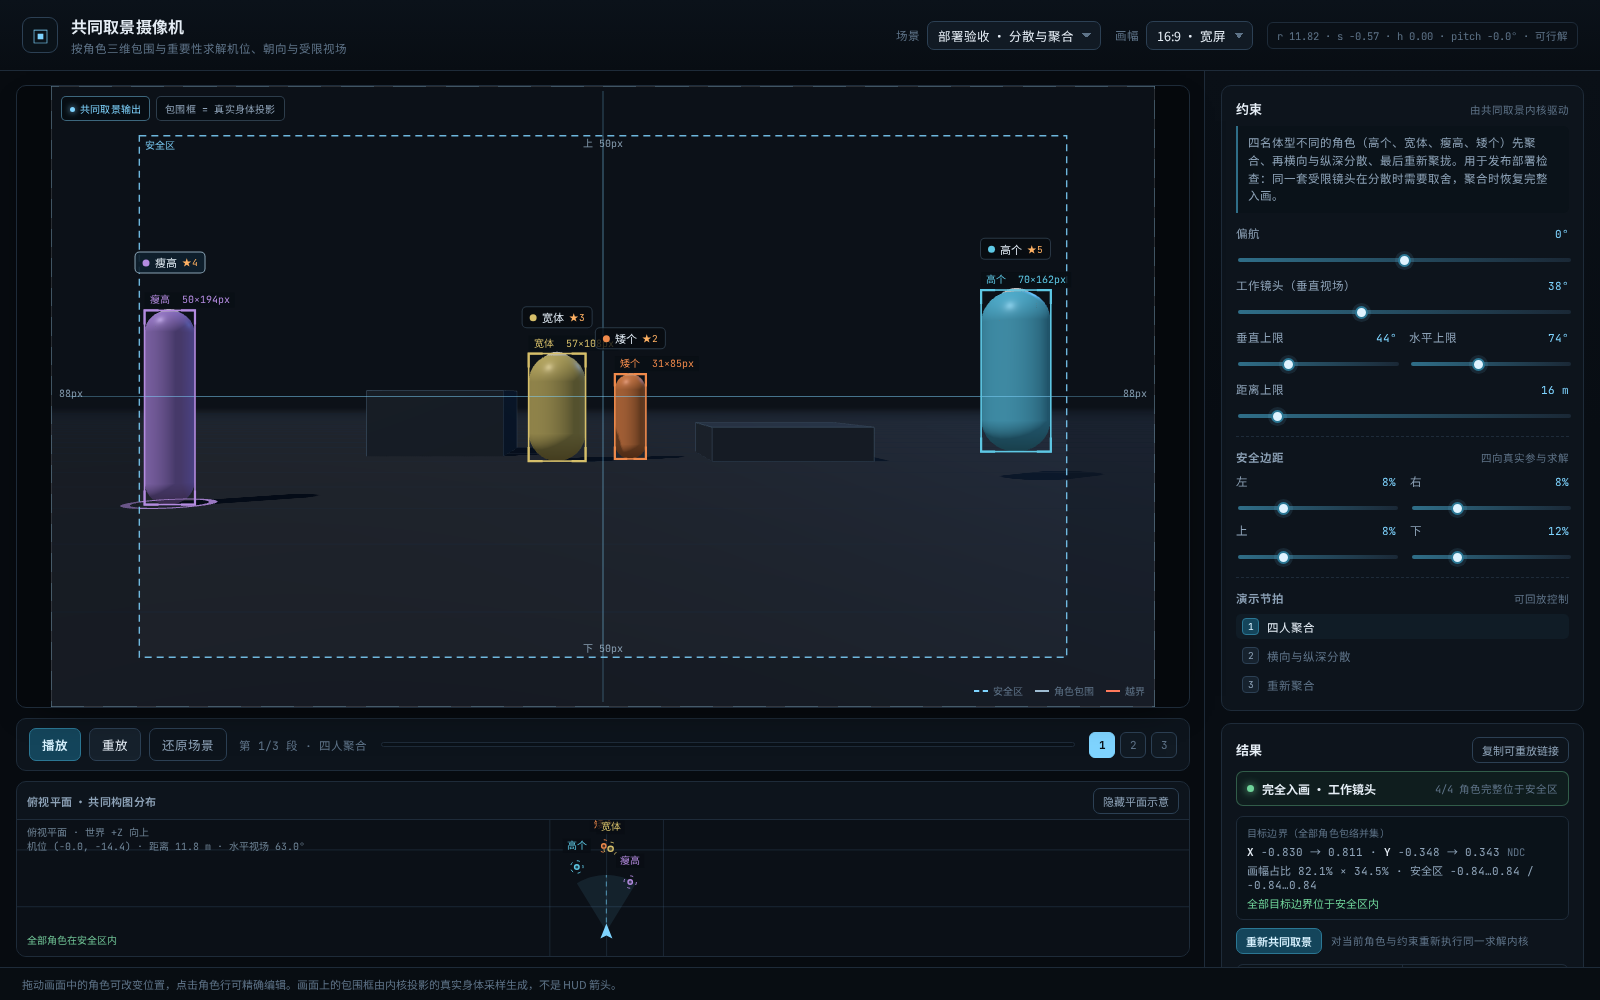 共同取景摄像机
按角色三维包围与重要性求解机位、朝向与受限视场
场景
部署验收 · 分散与聚合
画幅
16:9 · 宽屏
r 11.82 · s -0.57 · h 0.00 · pitch -0.0° · 可行解
共同取景输出
包围框 = 真实身体投影
安全区
上 50px
88px
88px
下 50px
瘦高 ★4
瘦高 50×194px
宽体 ★3
宽体 57×10
矮个 ★2
矮个 31×85px
高个 ★5
高个 70×162px
安全区
角色包围
越界
播放
重放
还原场景
第 1/3 段 · 四人聚合
1
2
3
俯视平面 · 共同构图分布
隐藏平面示意
俯视平面 · 世界 +Z 向上
机位 (-0.0, -14.4) · 距离 11.8 m · 水平视场 63.0°
宽体
高个
瘦高
全部角色在安全区内
约束
由共同取景内核驱动
四名体型不同的角色（高个、宽体、瘦高、矮个）先聚
合、再横向与纵深分散、最后重新聚拢。用于发布部署检
查：同一套受限镜头在分散时需要取舍，聚合时恢复完整
入画。
偏航
0°
工作镜头（垂直视场）
38°
垂直上限
44°
水平上限
74°
距离上限
16 m
安全边距
四向真实参与求解
左
8%
右
8%
上
8%
下
12%
演示节拍
可回放控制
1 四人聚合
2 横向与纵深分散
3 重新聚合
结果
复制可重放链接
完全入画 · 工作镜头
4/4 角色完整位于安全区
目标边界（全部角色包络并集）
X -0.830 → 0.811 · Y -0.348 → 0.343 NDC
画幅占比 82.1% × 34.5% · 安全区 -0.84…0.84 /
-0.84…0.84
全部目标边界位于安全区内
重新共同取景
对当前角色与约束重新执行同一求解内核
拖动画面中的角色可改变位置，点击角色行可精确编辑。画面上的包围框由内核投影的真实身体采样生成，不是 HUD 箭头。